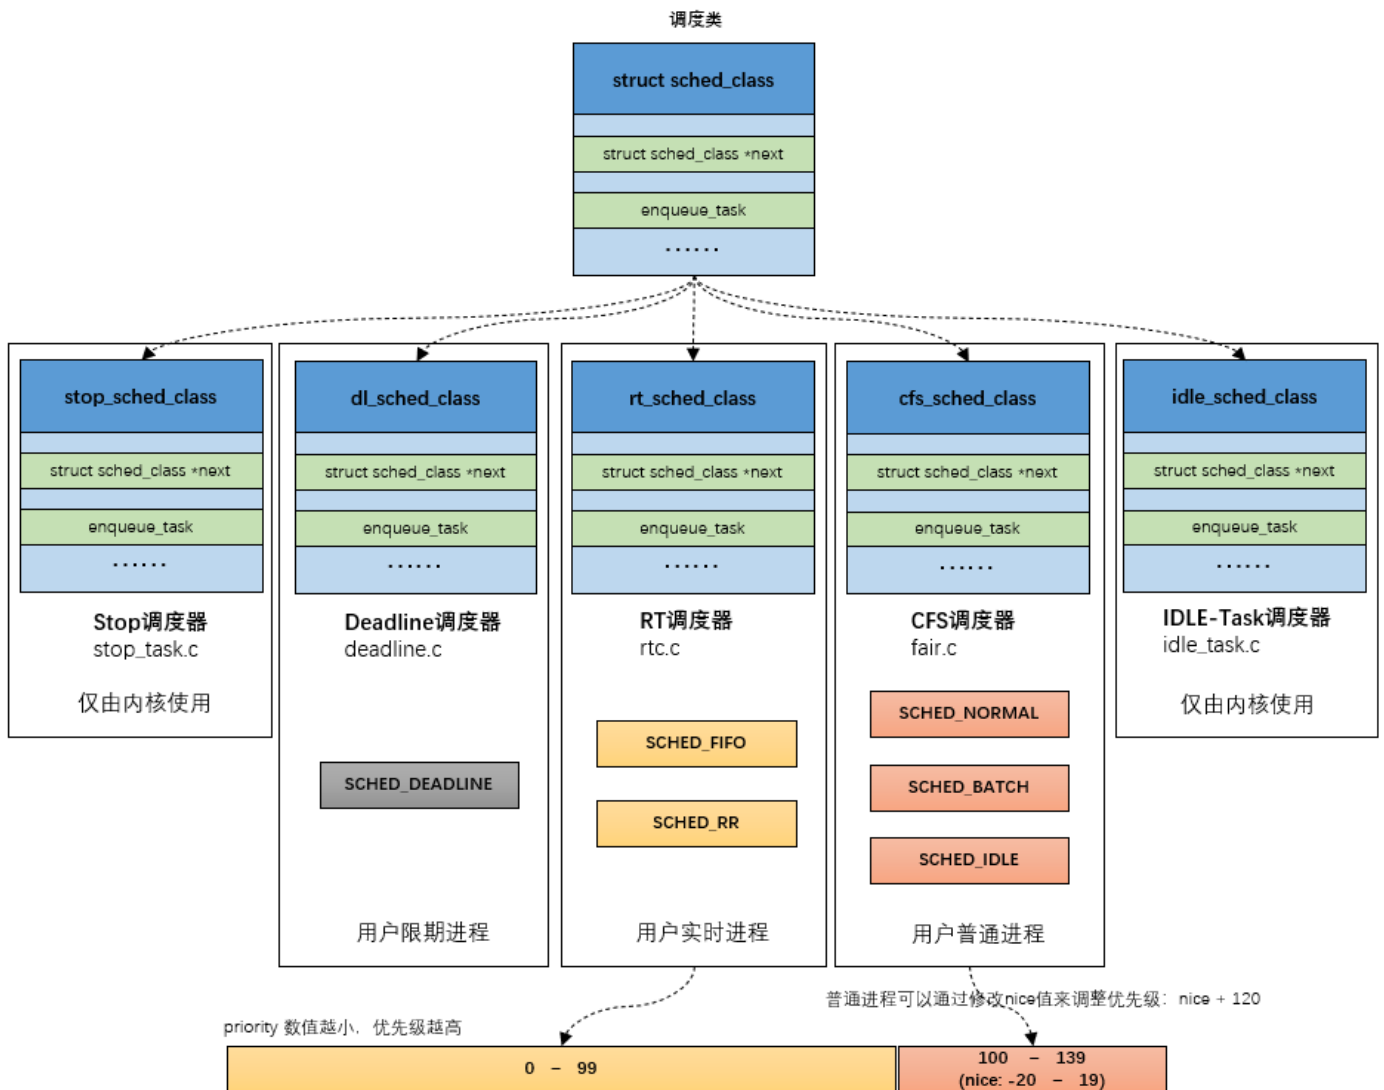 调度类
struct sched_class
struct sched_class *next
enqueue_task
······
stop_sched_class
struct sched_class *next
enqueue_task
······
Stop调度器
stop_task.c
仅由内核使用
dl_sched_class
struct sched_class *next
enqueue_task
······
Deadline调度器
deadline.c
SCHED_DEADLINE
用户限期进程
rt_sched_class
struct sched_class *next
enqueue_task
······
RT调度器
rtc.c
SCHED_FIFO
SCHED_RR
用户实时进程
cfs_sched_class
struct sched_class *next
enqueue_task
······
CFS调度器
fair.c
SCHED_NORMAL
SCHED_BATCH
SCHED_IDLE
用户普通进程
idle_sched_class
struct sched_class *next
enqueue_task
······
IDLE-Task调度器
idle_task.c
仅由内核使用
普通进程可以通过修改nice值来调整优先级：nice + 120
priority 数值越小，优先级越高
0 – 99
100 – 139
(nice: -20 – 19)